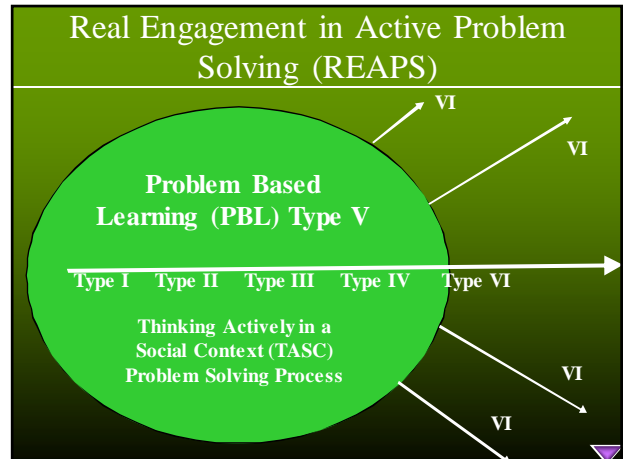 Real Engagement in Active Problem
Solving (REAPS)
VI
VI
Problem Based
Learning (PBL) Type V
Type I Type II Type III Type IV Type VI
Thinking Actively in a
Social Context (TASC)
Problem Solving Process
VI
VI